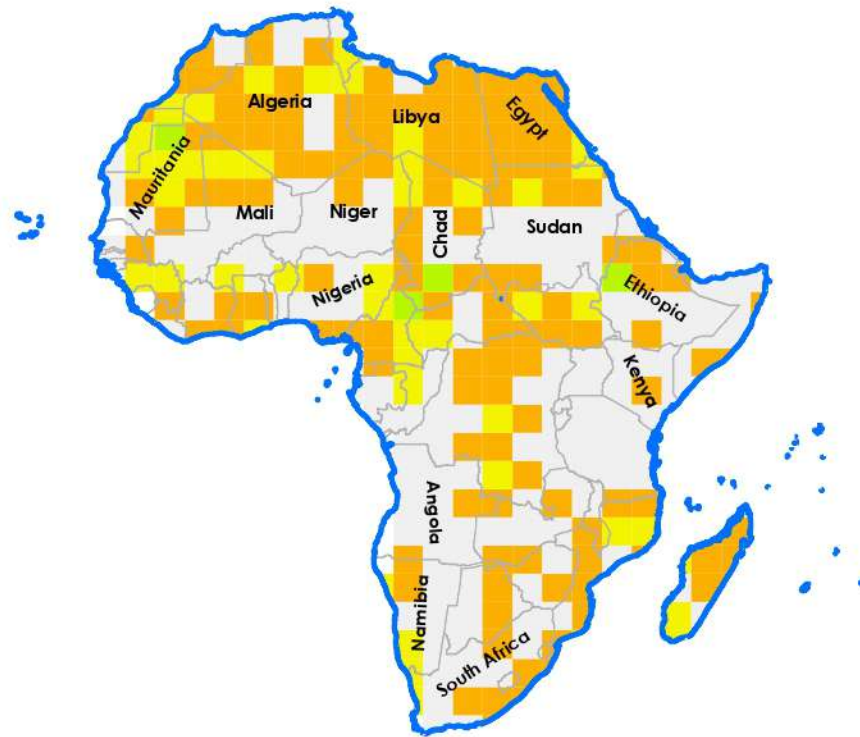 Algeria
Libya
Egypt
Mauritania
Mali
Niger
Chad
Sudan
Nigeria
Ethiopia
Kenya
Angola
Namibia
South Africa